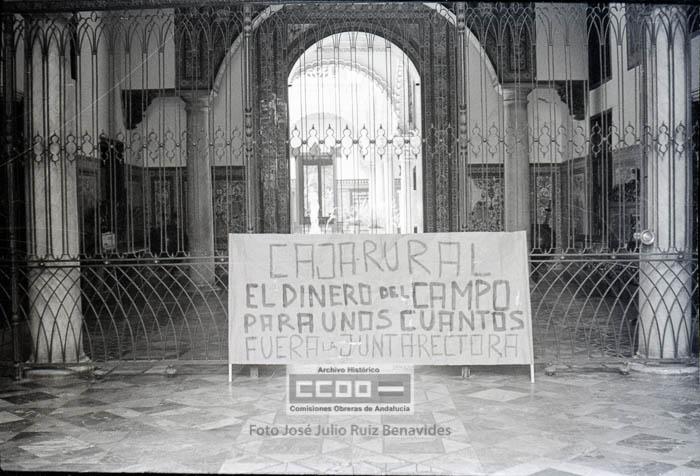 CAJA-RURAL
EL DINERO DEL CAMPO
PARA UNOS CUANTOS
FUERA LA JUNTA RECTORA
Archivo Histórico
CCOO
Comisiones Obreras de Andalucía
Foto José Julio Ruiz Benavides